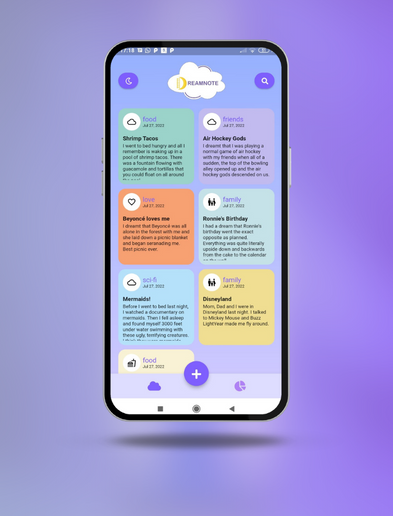 17:18
REAMNOTE
food
Jul 27, 2022
Shrimp Tacos
I went to bed hungry and all I
remember is waking up in a
pool of shrimp tacos. There
was a fountain flowing with
guacamole and tortillas that
you could float on all around
friends
Jul 27, 2022
Air Hockey Gods
I dreamt that I was playing a
normal game of air hockey
with my friends when all of a
sudden, the top of the bowling
alley opened up and the air
hockey gods descended on us.
love
Jul 27, 2022
Beyoncé loves me
I dreamt that Beyoncé was all
alone in the forest with me and
she laid down a picnic blanket
and began serenading me.
Best picnic ever.
family
Jul 27, 2022
Ronnie's Birthday
I had a dream that Ronnie's
birthday went the exact
opposite as planned.
Everything was quite literally
upside down and backwards
from the cake to the calendar
sci-fi
Jul 27, 2022
Mermaids!
Before I went to bed last night,
I watched a documentary on
mermaids. Then I fell asleep
and found myself 3000 feet
under water swimming with
these ugly, terrifying creatures.
family
Jul 27, 2022
Disneyland
Mom, Dad and I were in
Disneyland last night. I talked
to Mickey Mouse and Buzz
LightYear made me fly around.
food
Jul 27, 2022